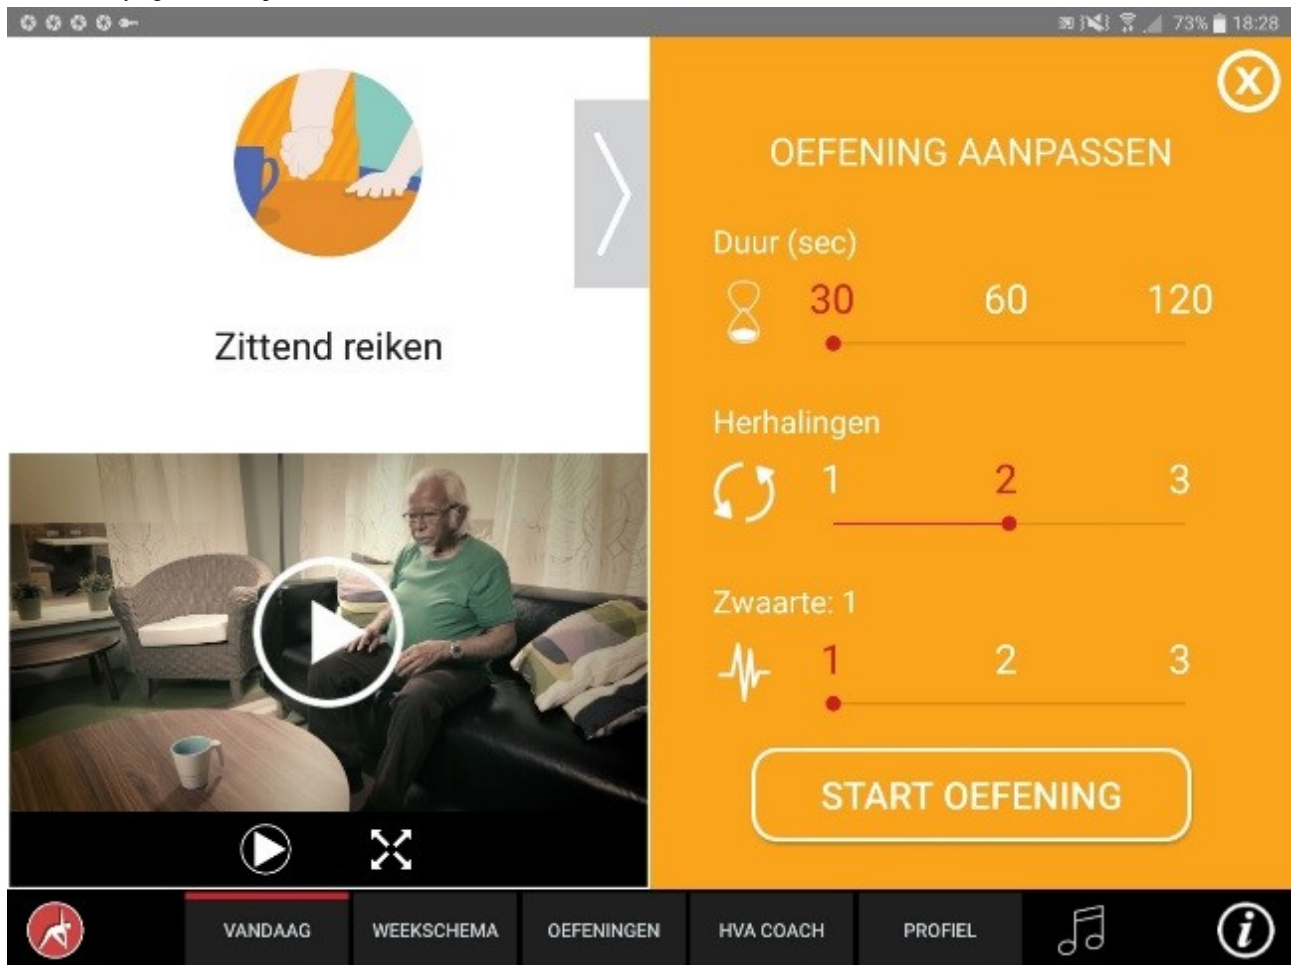 73% 18:28
X
OEFENING AANPASSEN
Duur (sec)
30 60 120
Zittend reiken
Herhalingen
1 2 3
Zwaarte: 1
1 2 3
START OEFENING
VANDAAG WEEKSCHEMA OEFENINGEN HVA COACH PROFIEL i